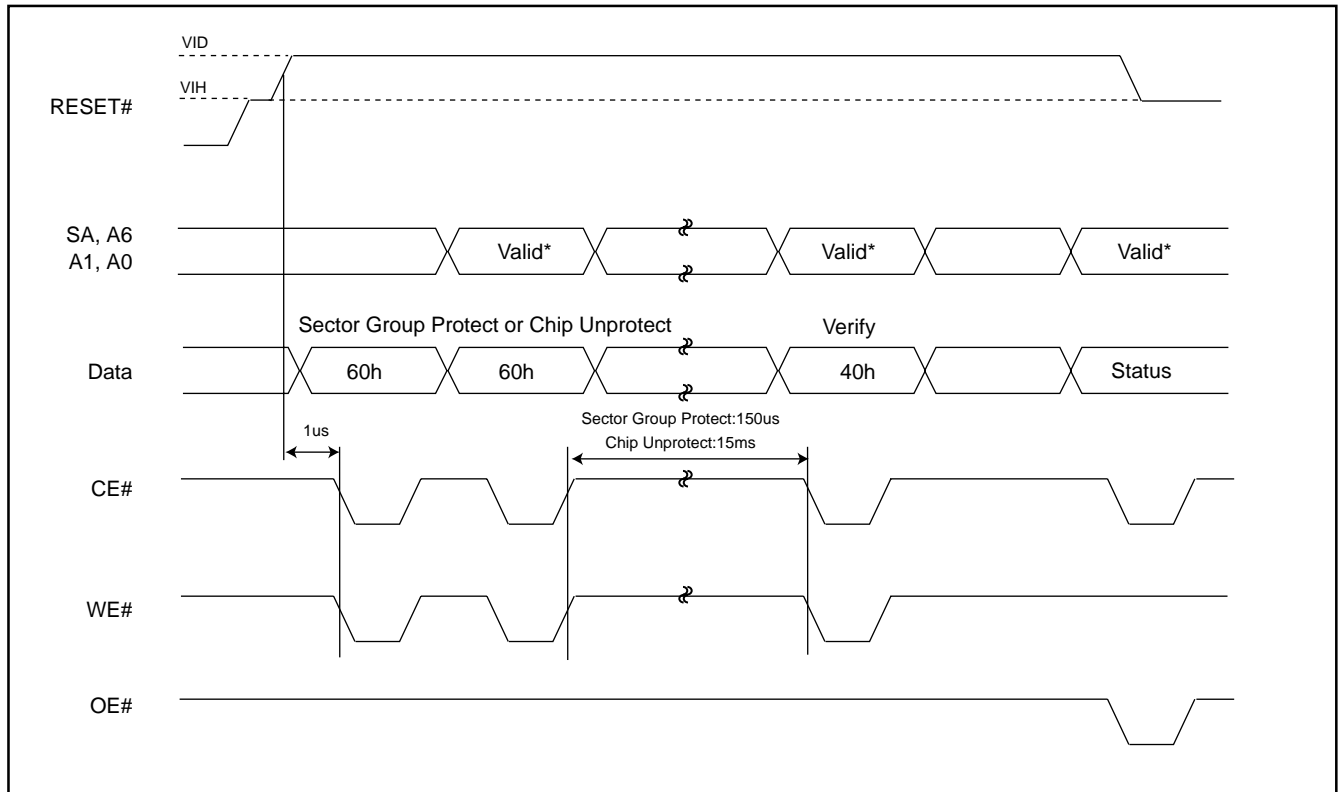 VID
VIH
RESET#
SA, A6
A1, A0
Valid*
Valid*
Valid*
Sector Group Protect or Chip Unprotect
Verify
Data
60h
60h
40h
Status
Sector Group Protect:150us
1us
Chip Unprotect:15ms
CE#
WE#
OE#